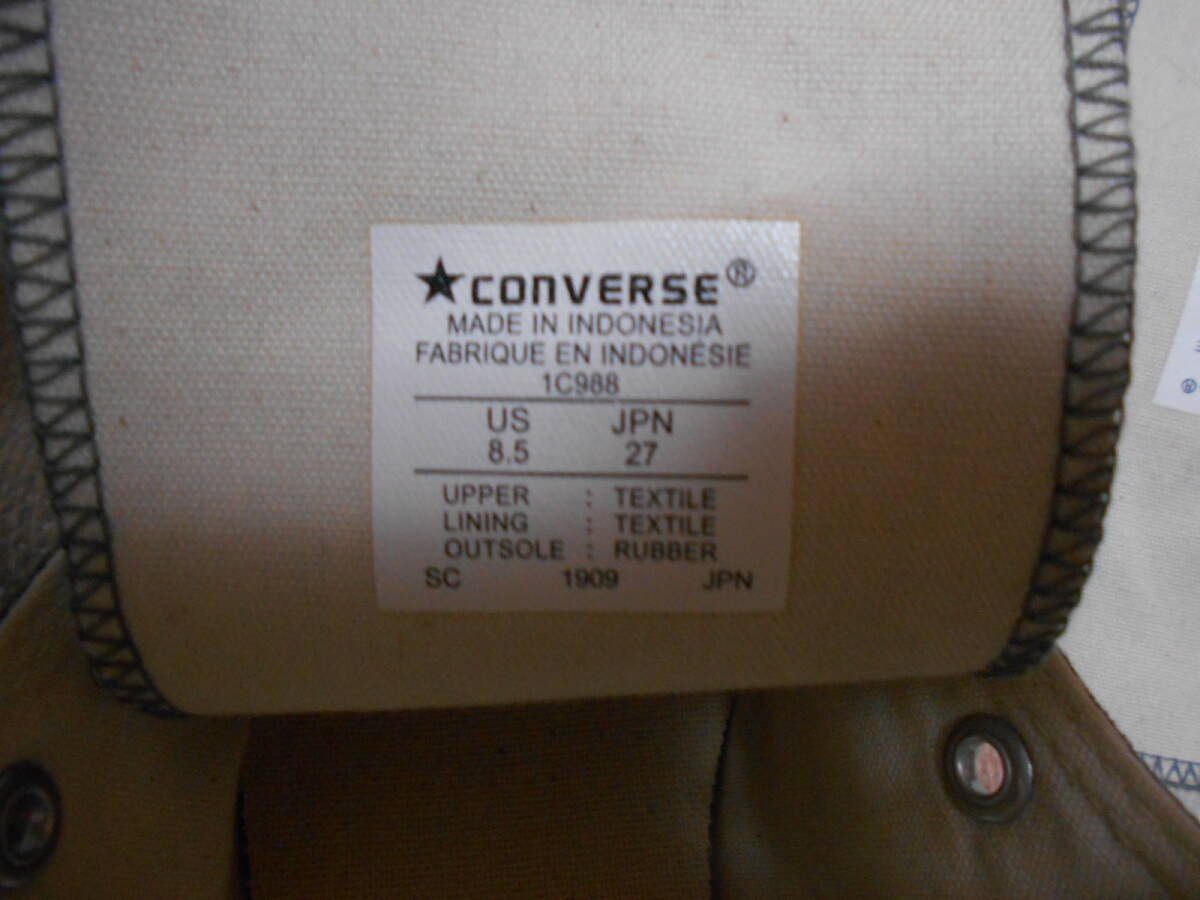 ★CONVERSE®
MADE IN INDONESIA
FABRIQUE EN INDONÉSIE
1C988
US JPN
8.5 27
UPPER : TEXTILE
LINING : TEXTILE
OUTSOLE : RUBBER
SC 1909 JPN